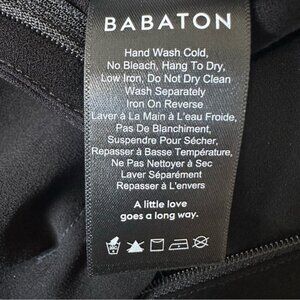 BABATON
Hand Wash Cold,
No Bleach, Hang To Dry,
Low Iron, Do Not Dry Clean
Wash Separately
Iron On Reverse
Laver à La Main à L'eau Froide,
Pas De Blanchiment,
Suspendre Pour Sécher,
Repasser à Basse Température,
Ne Pas Nettoyer à Sec
Laver Séparément
Repasser à L'envers
A little love
goes a long way.